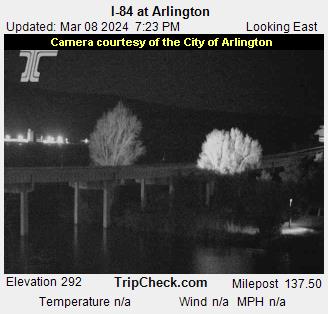 I-84 at Arlington
Updated: Mar 08 2024 7:23 PM Looking East
Camera courtesy of the City of Arlington
Elevation 292 TripCheck.com Milepost 137.50
Temperature n/a Wind n/a MPH n/a